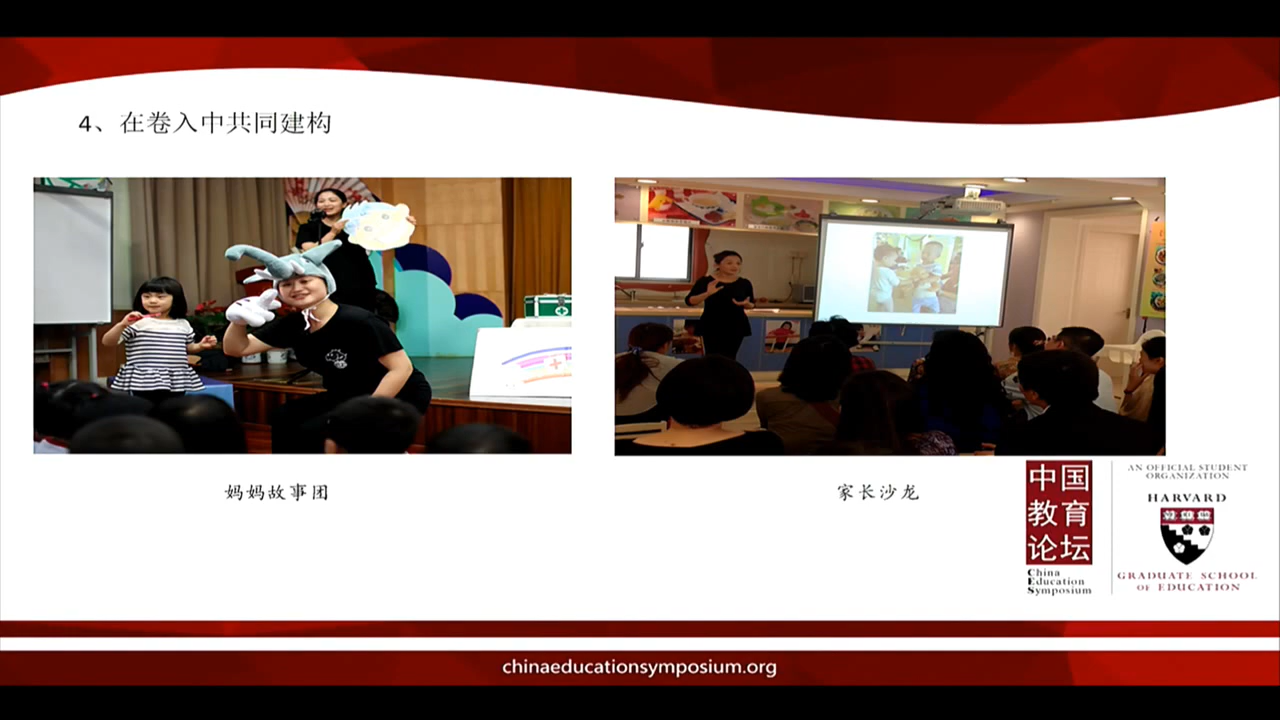 4、在卷入中共同建构
妈妈故事团
家长沙龙
中国
教育
论坛
China
Education
Symposium
AN OFFICIAL STUDENT
ORGANIZATION
HARVARD
GRADUATE SCHOOL
OF EDUCATION
chinaeducationsymposium.org